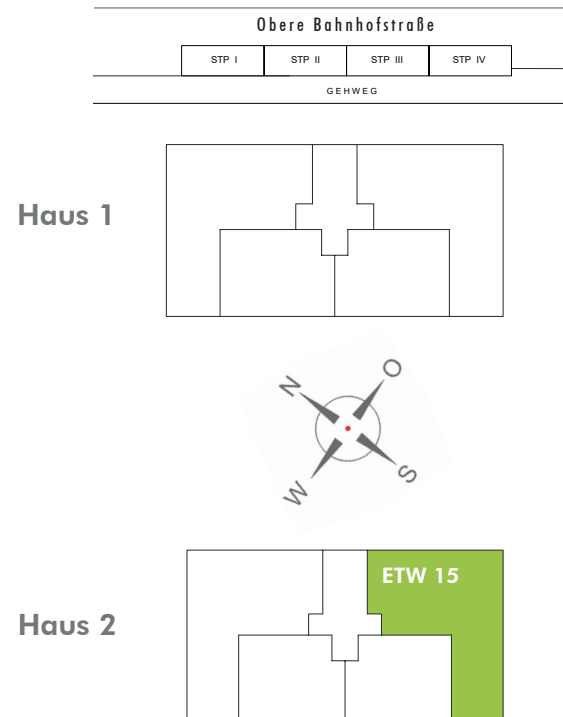 Obere Bahnhofstraße
STP I STP II STP III STP IV
GEHWEG
Haus 1
N O
W S
ETW 15
Haus 2